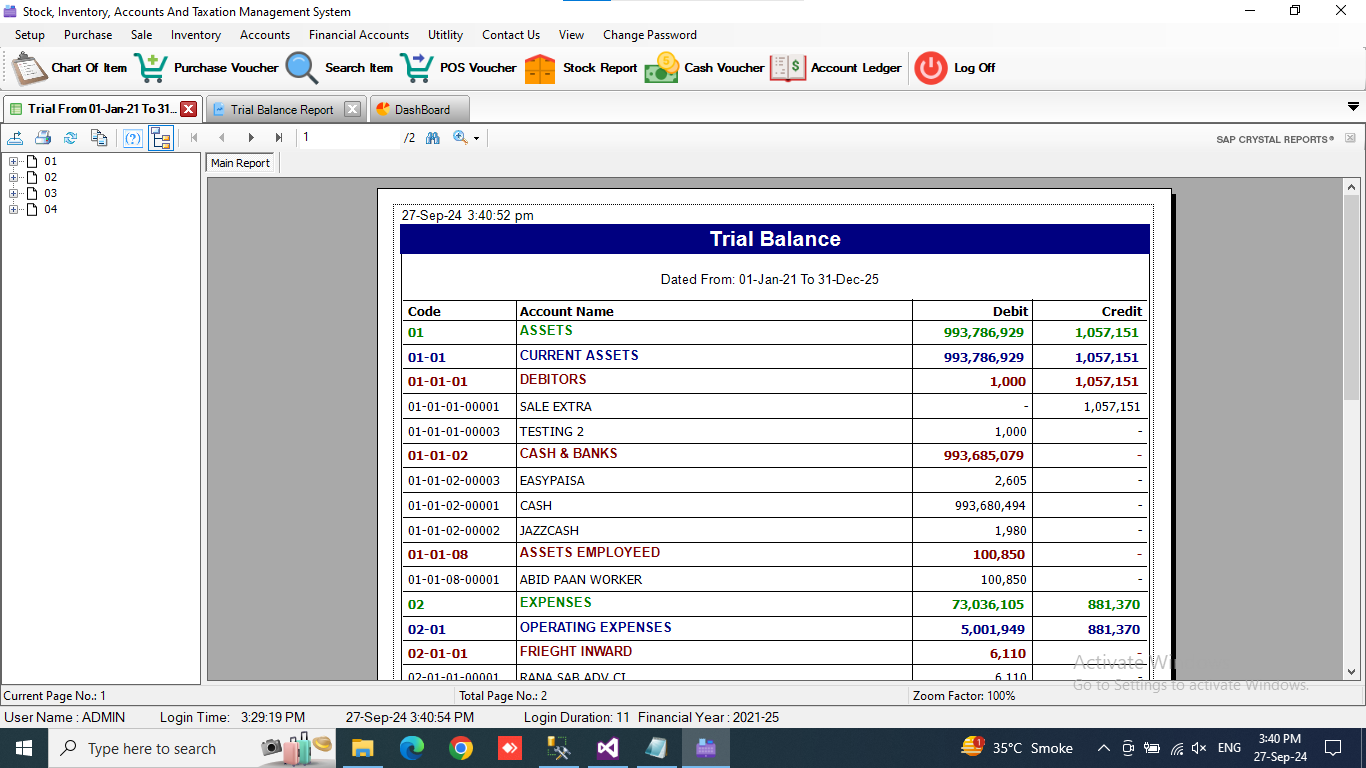 Stock, Inventory, Accounts And Taxation Management System
Setup Purchase Sale Inventory Accounts Financial Accounts Uitility Contact Us View Change Password
Chart Of Item Purchase Voucher Search Item POS Voucher Stock Report Cash Voucher Account Ledger Log Off
Trial From 01-Jan-21 To 31... Trial Balance Report DashBoard
1 /2 SAP CRYSTAL REPORTS®
01
02
03
04
Main Report
27-Sep-24 3:40:52 pm
Trial Balance
Dated From: 01-Jan-21 To 31-Dec-25
Code Account Name Debit Credit
01 ASSETS 993,786,929 1,057,151
01-01 CURRENT ASSETS 993,786,929 1,057,151
01-01-01 DEBITORS 1,000 1,057,151
01-01-01-00001 SALE EXTRA - 1,057,151
01-01-01-00003 TESTING 2 1,000 -
01-01-02 CASH & BANKS 993,685,079 -
01-01-02-00003 EASYPAISA 2,605 -
01-01-02-00001 CASH 993,680,494 -
01-01-02-00002 JAZZCASH 1,980 -
01-01-08 ASSETS EMPLOYEED 100,850 -
01-01-08-00001 ABID PAAN WORKER 100,850 -
02 EXPENSES 73,036,105 881,370
02-01 OPERATING EXPENSES 5,001,949 881,370
02-01-01 FRIEGHT INWARD 6,110 -
02-01-01-00001 RANA SAB ADV CT 6,110
Activate Wi
Go to Settings to activate Windows.
Current Page No.: 1 Total Page No.: 2 Zoom Factor: 100%
User Name : ADMIN Login Time: 3:29:19 PM 27-Sep-24 3:40:54 PM Login Duration: 11 Financial Year : 2021-25
Type here to search 1 35°C Smoke ENG 3:40 PM
27-Sep-24